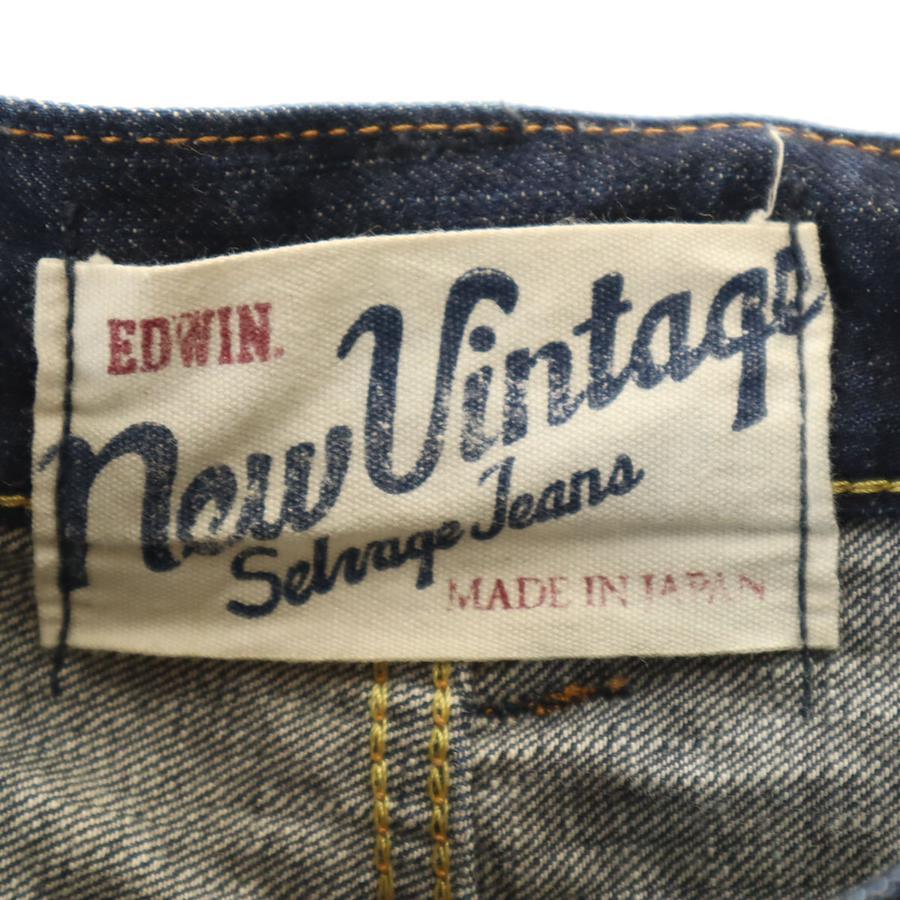 EDWIN.
New Vintage
Selvage Jeans
MADE IN JAPAN